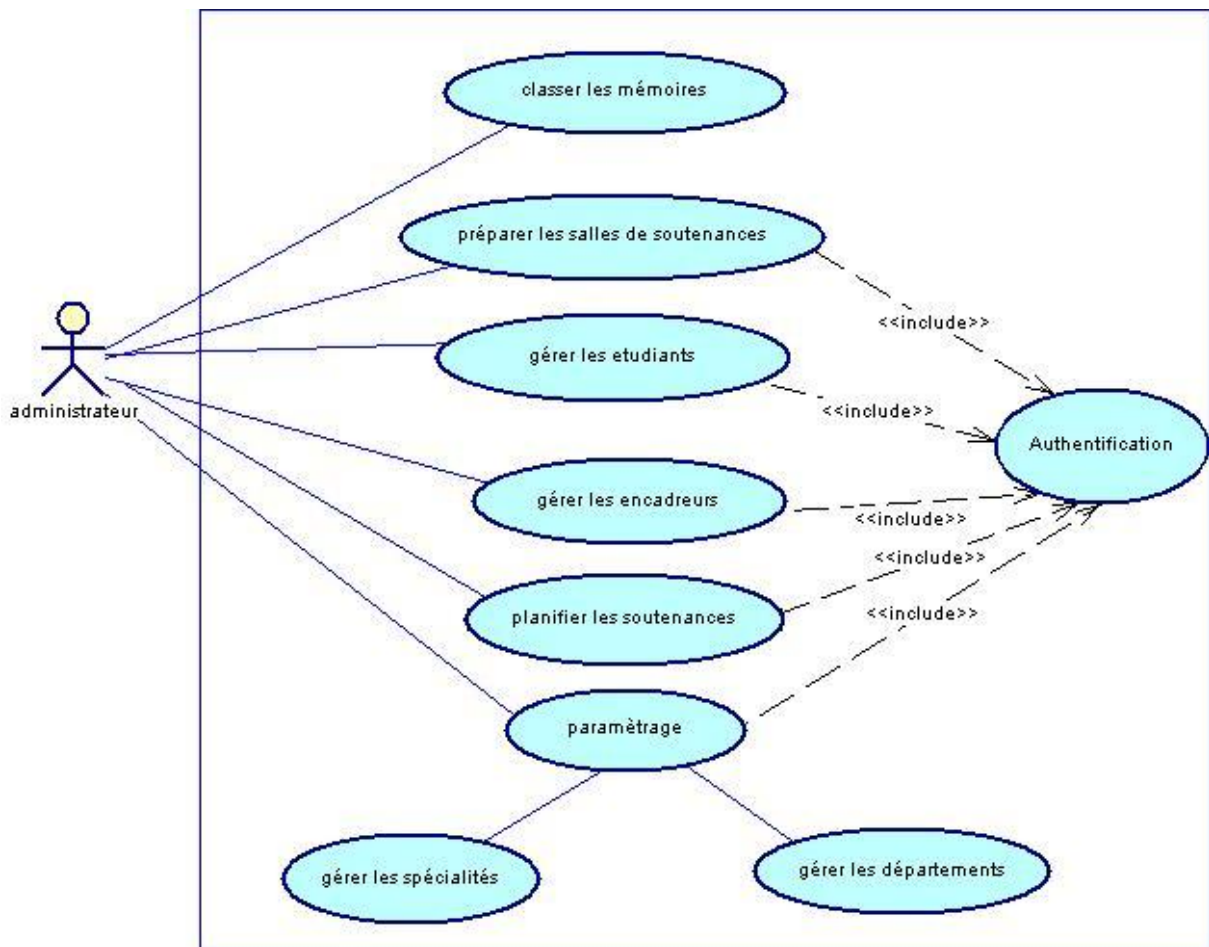 classer les mémoires
préparer les salles de soutenances
<<include>>
gérer les etudiants
administrateur
<<include>>
Authentification
gérer les encadreurs
<<include>>
<<include>>
planifier les soutenances
<<include>>
paramètrage
gérer les spécialités
gérer les départements